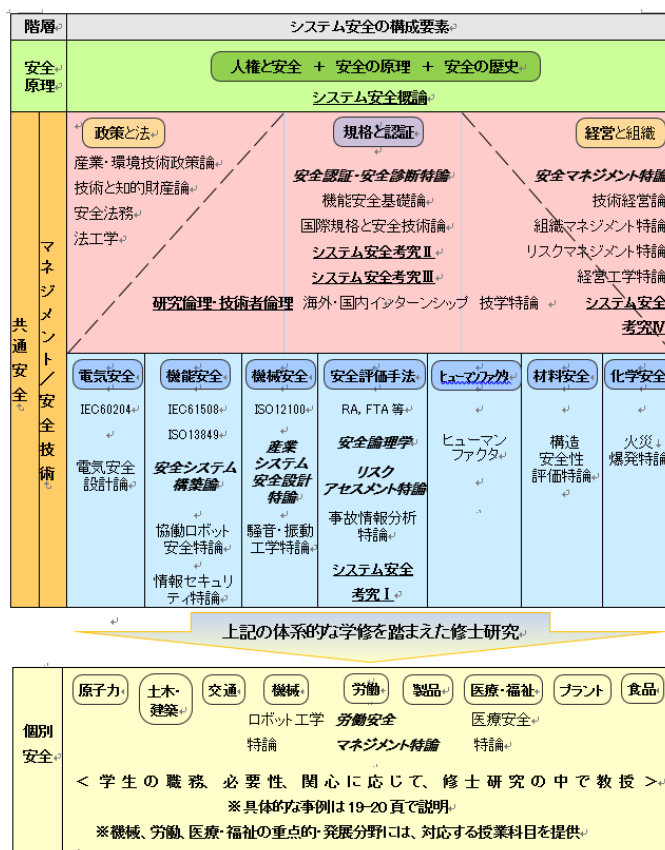 階層
システム安全の構成要素
安全
原理
人権と安全 + 安全の原理 + 安全の歴史
システム安全概論
共通安全
マネジメント/安全技術
政策と法
産業・環境技術政策論
技術と知的財産論
安全法務
法工学
規格と認証
安全認証・安全診断特論
機能安全基礎論
国際規格と安全技術論
システム安全考究Ⅱ
システム安全考究Ⅲ
経営と組織
安全マネジメント特論
技術経営論
組織マネジメント特論
リスクマネジメント特論
経営工学特論
研究倫理・技術者倫理 海外・国内インターンシップ 技学特論
システム安全
考究Ⅳ
電気安全
IEC60204
電気安全
設計論
機能安全
IEC61508
ISO13849
安全システム
構築論
協働ロボット
安全特論
情報セキュリ
ティ特論
機械安全
ISO12100
産業
システム
安全設計
特論
騒音・振動
工学特論
安全評価手法
RA, FTA 等
安全論理学
リスク
アセスメント特論
事故情報分析
特論
システム安全
考究Ⅰ
ヒューマンファクタ
ヒューマン
ファクタ
材料安全
構造
安全性
評価特論
化学安全
火災↓
爆発特論
上記の体系的な学修を踏まえた修士研究
個別
安全
原子力
土木・
建築
交通
機械
労働
製品
医療・福祉
プラント
食品
ロボット工学
特論
労働安全
マネジメント特論
医療安全
特論
<学生の職務、必要性、関心に応じて、修士研究の中で教授>
※具体的な事例は19-20頁で説明
※機械、労働、医療・福祉の重点的・発展分野には、対応する授業科目を提供